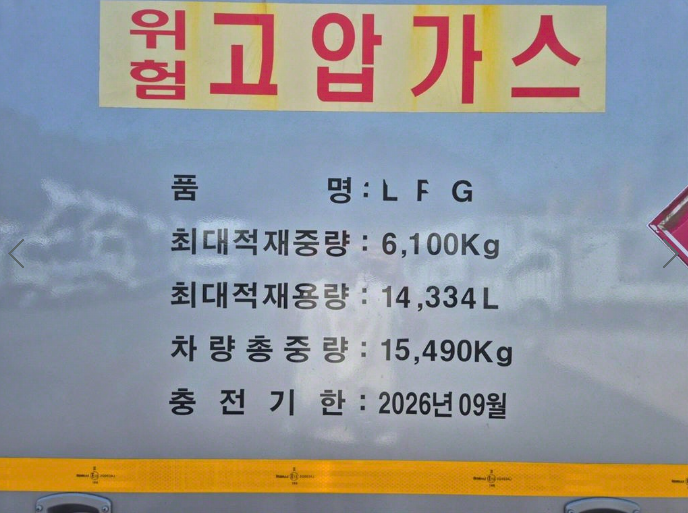 위험 고압가스
품 명 : L P G
최대적재중량 : 6,100Kg
최대적재용량 : 14,334L
차량총중량 : 15,490Kg
충전기한 : 2026년 09월